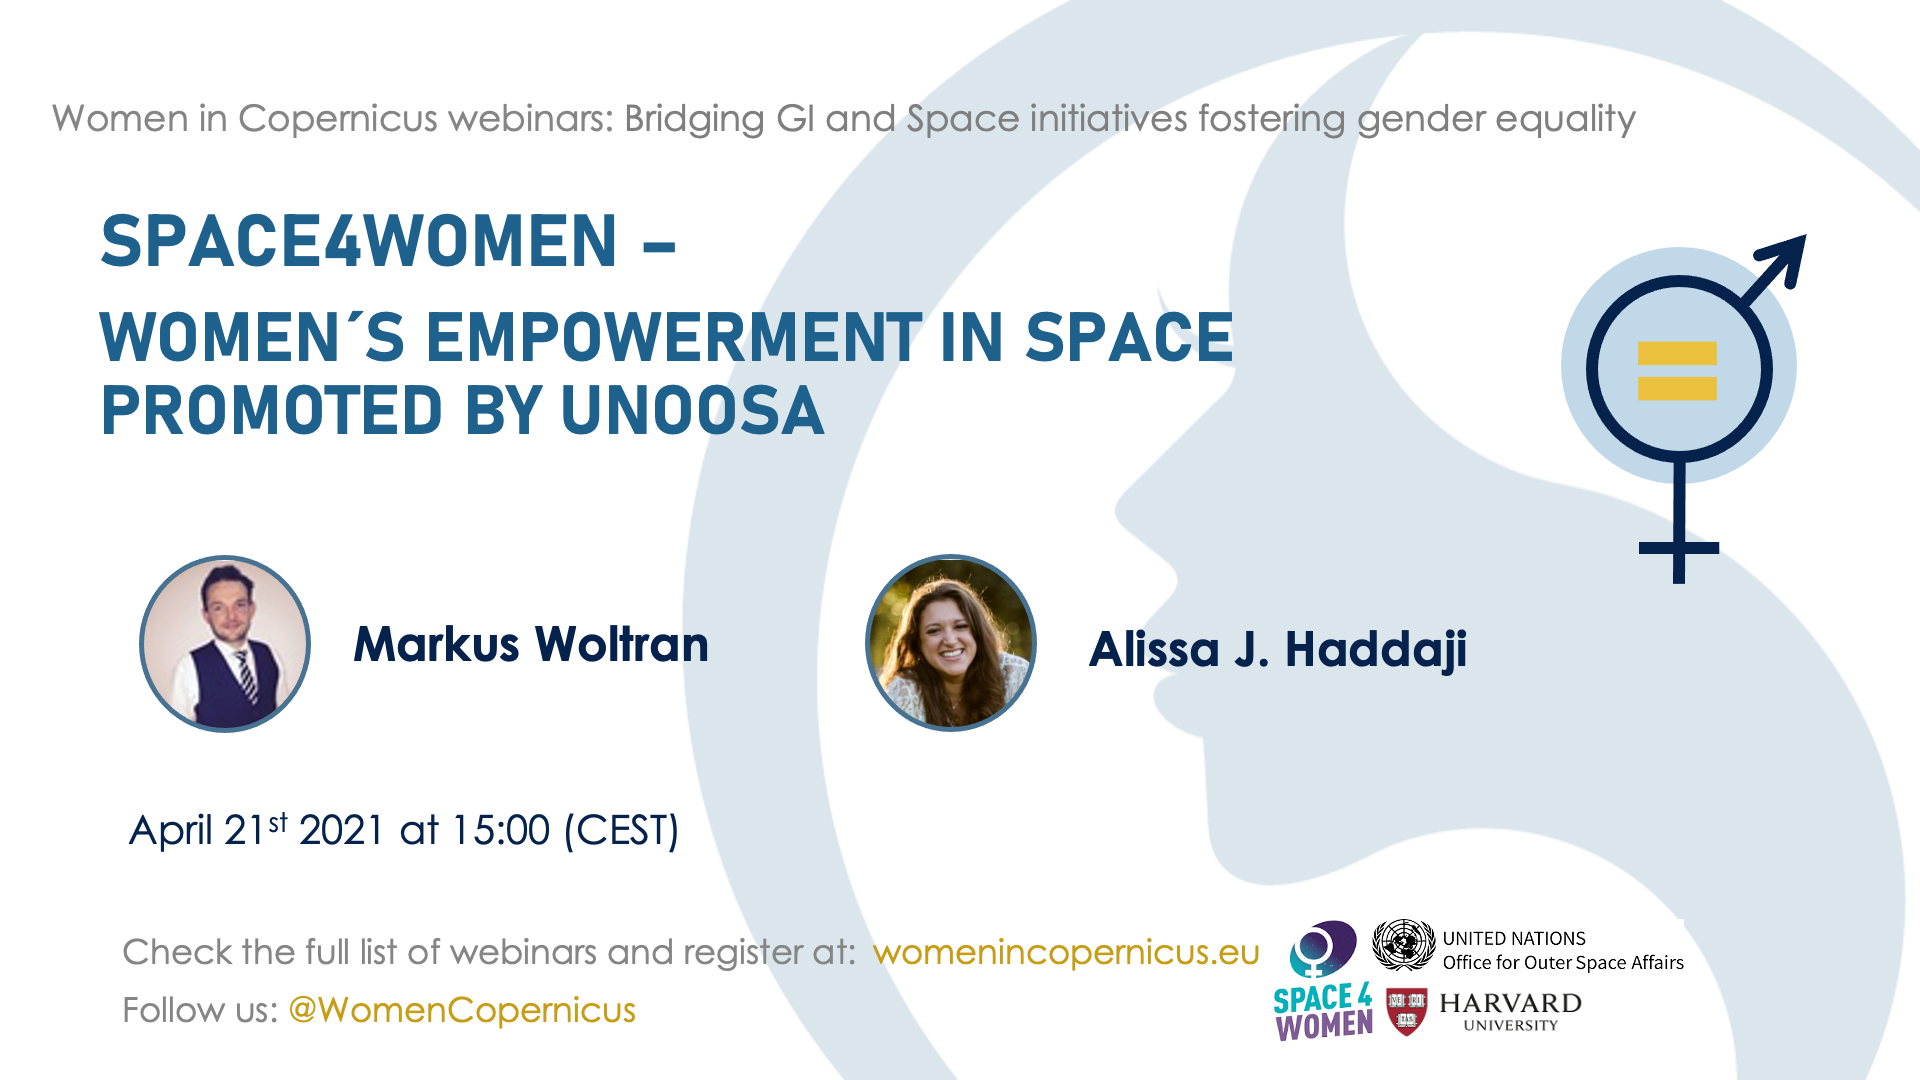 Women in Copernicus webinars: Bridging GI and Space initiatives fostering gender equality
SPACE4WOMEN –
WOMEN´S EMPOWERMENT IN SPACE
PROMOTED BY UNOOSA
Markus Woltran
Alissa J. Haddaji
April 21st 2021 at 15:00 (CEST)
Check the full list of webinars and register at: womenincopernicus.eu
Follow us: @WomenCopernicus
SPACE 4
WOMEN
UNITED NATIONS
Office for Outer Space Affairs
VE RI
TAS
HARVARD
UNIVERSITY